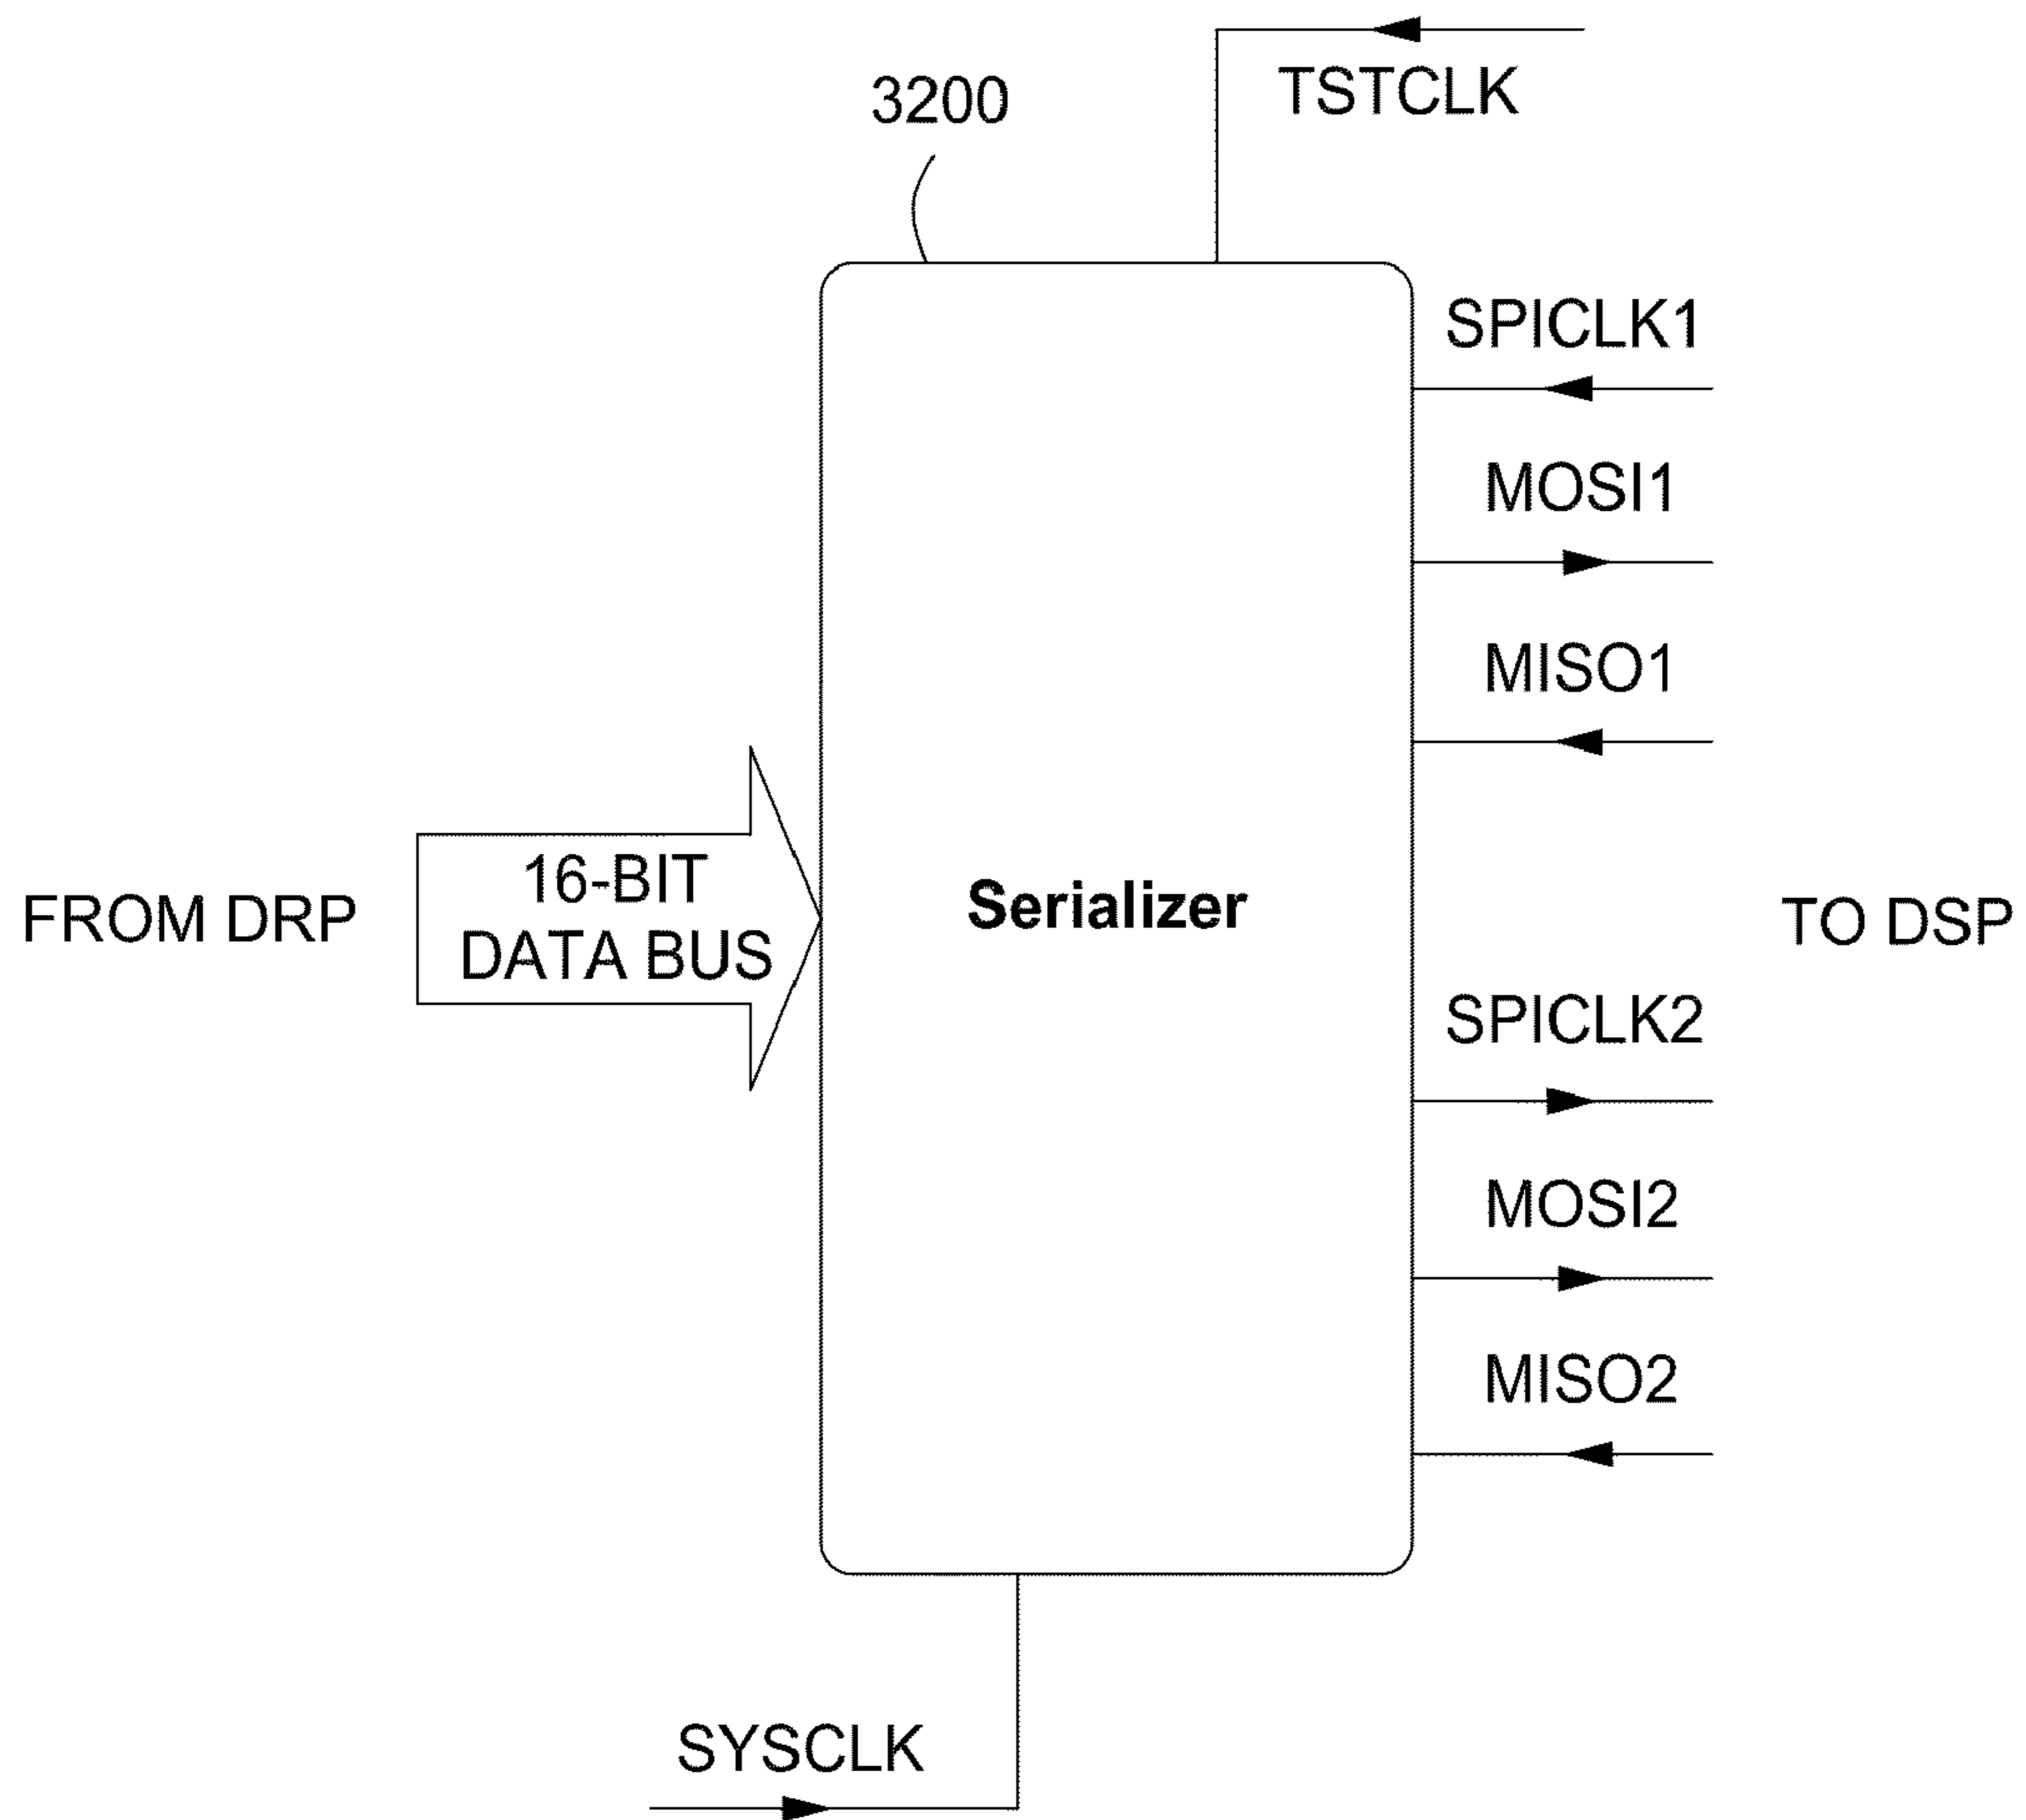 TSTCLK
3200
SPICLK1
MOSI1
MISO1
FROM DRP
16-BIT
DATA BUS
Serializer
TO DSP
SPICLK2
MOSI2
MISO2
SYSCLK